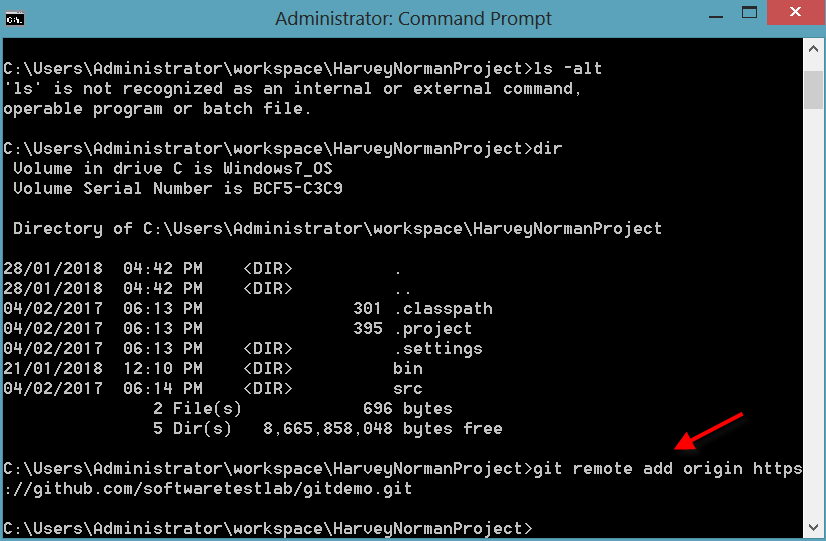 Administrator: Command Prompt
C:\Users\Administrator\workspace\HarveyNormanProject>ls -alt
'ls' is not recognized as an internal or external command,
operable program or batch file.
C:\Users\Administrator\workspace\HarveyNormanProject>dir
Volume in drive C is Windows7_OS
Volume Serial Number is BCF5-C3C9
Directory of C:\Users\Administrator\workspace\HarveyNormanProject
28/01/2018  04:42 PM    <DIR>          .
28/01/2018  04:42 PM    <DIR>          ..
04/02/2017  06:13 PM               301 .classpath
04/02/2017  06:13 PM               395 .project
04/02/2017  06:13 PM    <DIR>          .settings
21/01/2018  12:10 PM    <DIR>          bin
04/02/2017  06:14 PM    <DIR>          src
2 File(s)            696 bytes
5 Dir(s)   8,665,858,048 bytes free
C:\Users\Administrator\workspace\HarveyNormanProject>git remote add origin https
://github.com/softwaretestlab/gitdemo.git
C:\Users\Administrator\workspace\HarveyNormanProject>